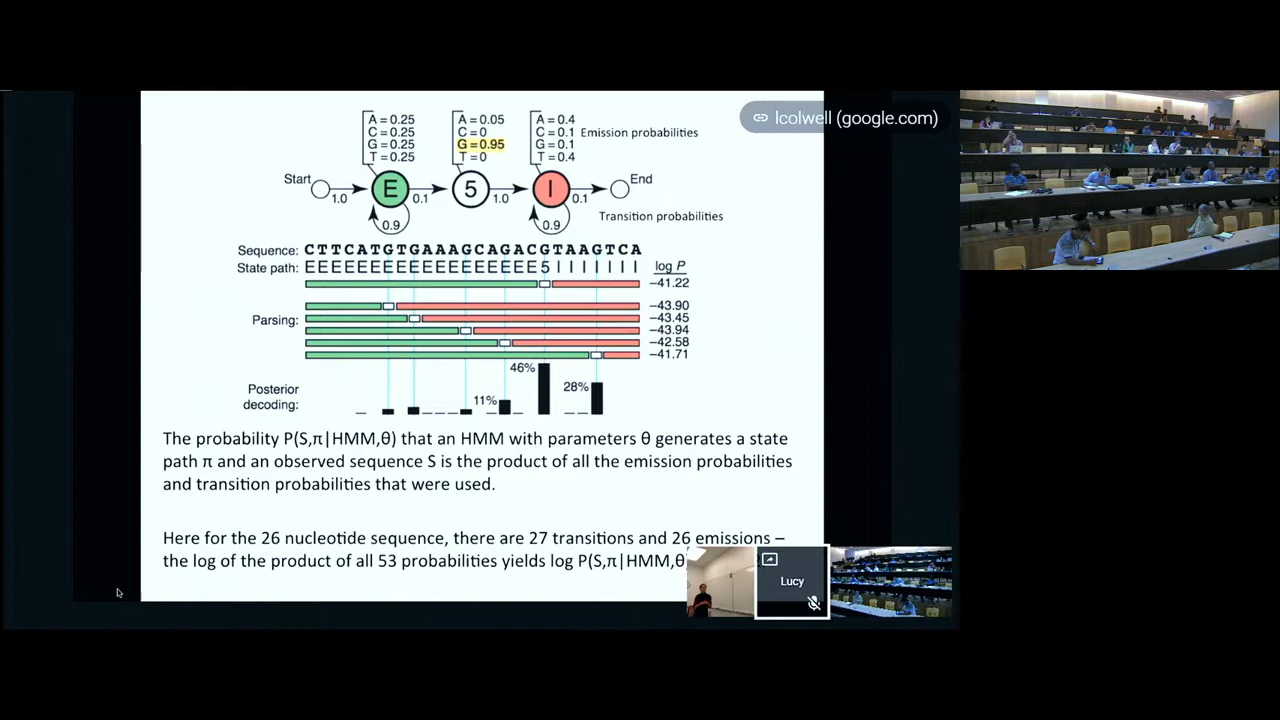 lcolwell (google.com)
A = 0.25
C = 0.25
G = 0.25
T = 0.25
A = 0.05
C = 0
G = 0.95
T = 0
A = 0.4
C = 0.1
G = 0.1
T = 0.4
Emission probabilities
Start
E
5
I
End
1.0
0.1
1.0
0.1
0.9
0.9
Transition probabilities
Sequence: CTTCATGTGAAAGCAGACGTAAGTCA
State path: EEEEEEEEEEEEEEEEEE5IIIIIII
log P
−41.22
−43.90
−43.45
Parsing:
−43.94
−42.58
−41.71
46%
28%
11%
Posterior
decoding:
The probability P(S,π|HMM,θ) that an HMM with parameters θ generates a state
path π and an observed sequence S is the product of all the emission probabilities
and transition probabilities that were used.
Here for the 26 nucleotide sequence, there are 27 transitions and 26 emissions –
the log of the product of all 53 probabilities yields log P(S,π|HMM,θ
Lucy